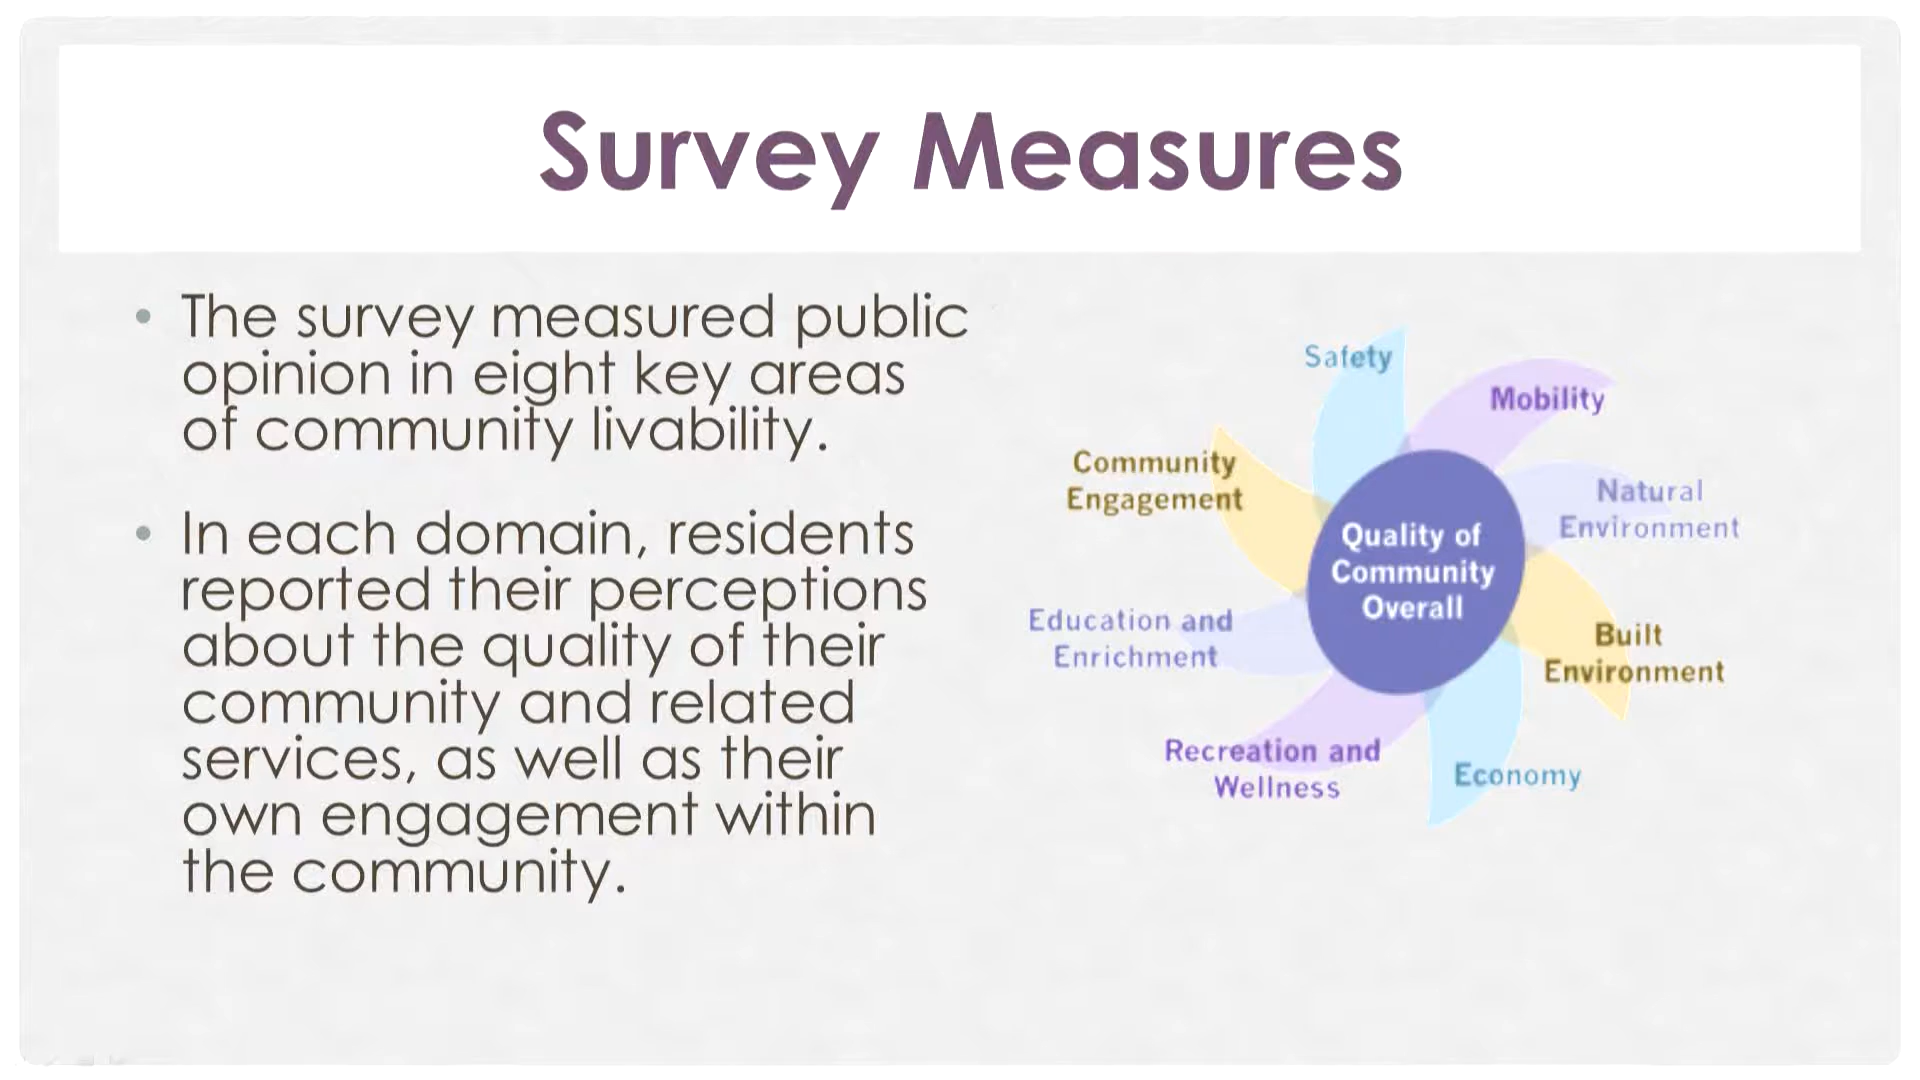 Survey Measures
• The survey measured public
opinion in eight key areas
of community livability.
• In each domain, residents
reported their perceptions
about the quality of their
community and related
services, as well as their
own engagement within
the community.
Safety
Mobility
Community
Engagement
Natural
Environment
Quality of
Community
Overall
Education and
Enrichment
Built
Environment
Recreation and
Wellness
Economy